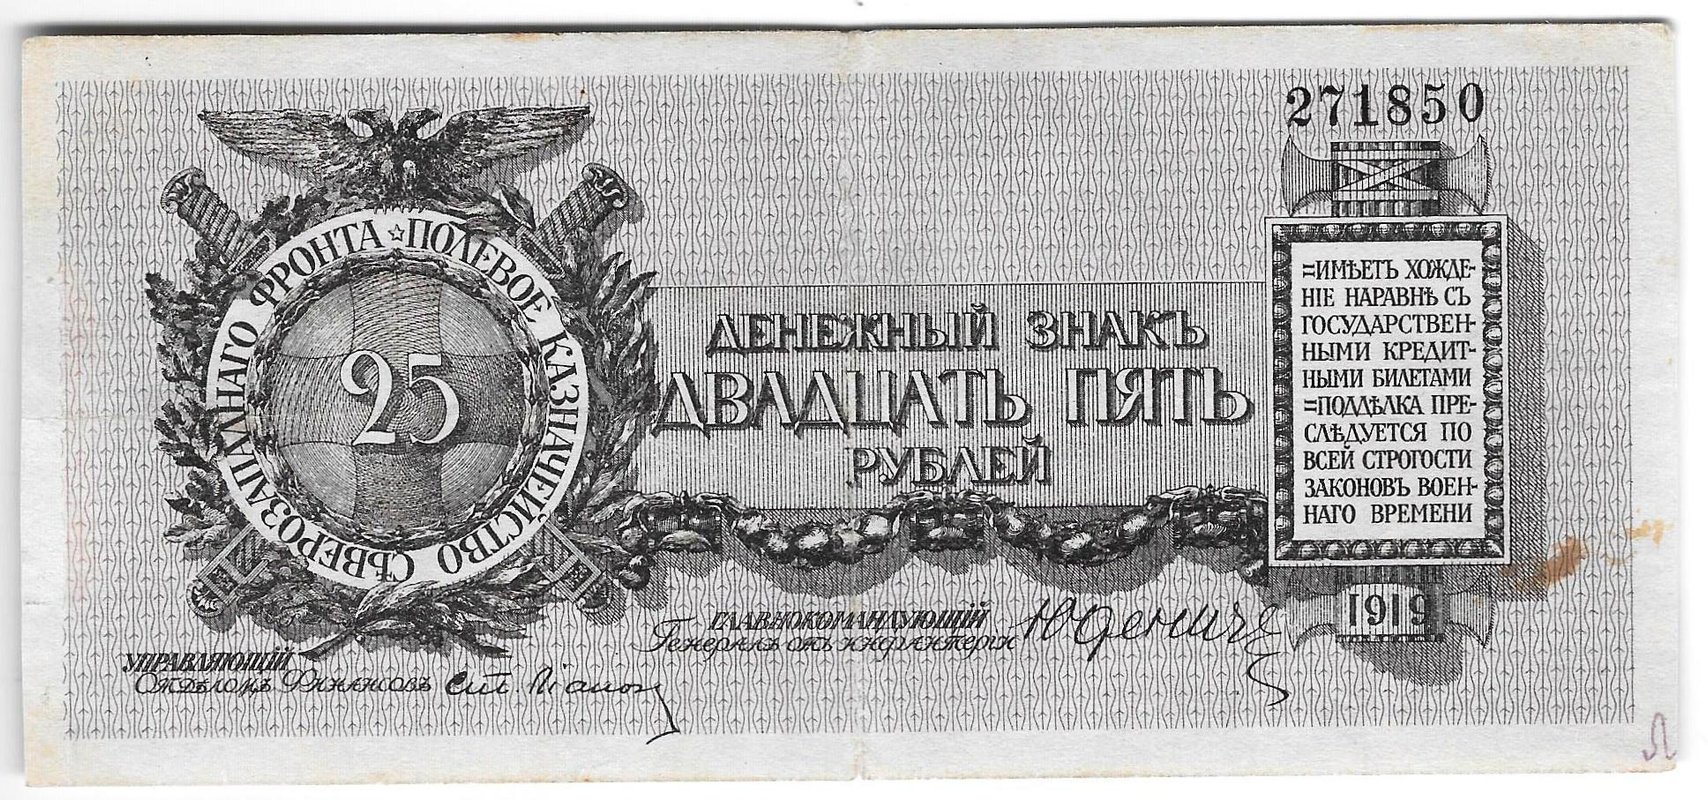 271850
ПОЛЕВОЕ КАЗНАЧЕЙСТВО СѢВЕРОЗАПАДНАГО ФРОНТА
25
ДЕНЕЖНЫЙ ЗНАКЪ
ДВАДЦАТЬ ПЯТЬ
РУБЛЕЙ
=ИМѢЕТЪ ХОЖДЕ-
НІЕ НАРАВНѢ СЪ
ГОСУДАРСТВЕН-
НЫМИ КРЕДИТ-
НЫМИ БИЛЕТАМИ
=ПОДДѢЛКА ПРЕ-
СЛѢДУЕТСЯ ПО
ВСЕЙ СТРОГОСТИ
ЗАКОНОВЪ ВОЕН-
НАГО ВРЕМЕНИ
1919
ГЛАВНОКОМАНДУЮЩІЙ
Генералъ отъ инфантеріи Юденичъ
УПРАВЛЯЮЩІЙ
Отдѣломъ Финансовъ